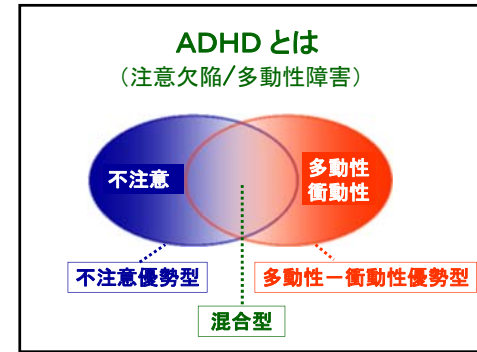 ADHD とは
（注意欠陥/多動性障害）
不注意
多動性
衝動性
不注意優勢型
多動性－衝動性優勢型
混合型